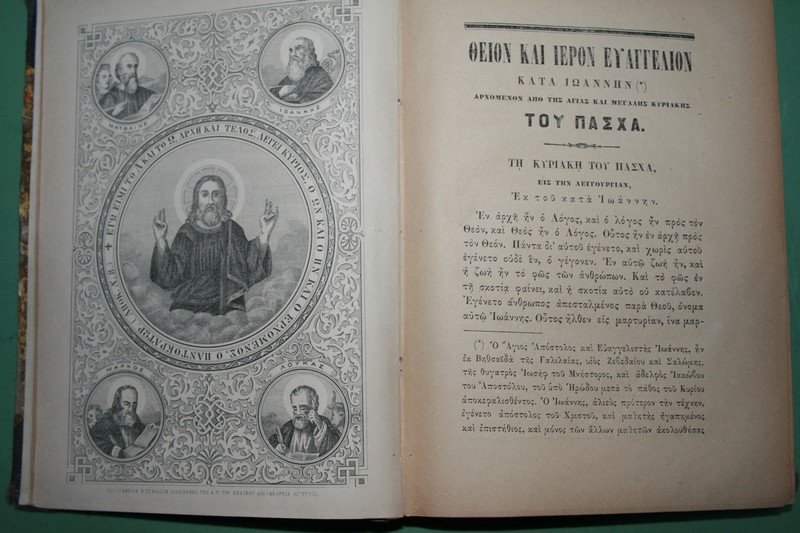 ΜΑΤΘΑΙΟΣ
ΙΩΑΝΝΗΣ
✝ ΕΓΩ ΕΙΜΙ ΤΟ Α ΚΑΙ ΤΟ Ω, ΑΡΧΗ ΚΑΙ ΤΕΛΟΣ, ΛΕΓΕΙ ΚΥΡΙΟΣ, Ο ΩΝ ΚΑΙ Ο ΗΝ ΚΑΙ Ο ΕΡΧΟΜΕΝΟΣ, Ο ΠΑΝΤΟΚΡΑΤΩΡ.
ΜΑΡΚΟΣ
ΛΟΥΚΑΣ
ΘΕΙΟΝ ΚΑΙ ΙΕΡΟΝ ΕΥΑΓΓΕΛΙΟΝ
ΚΑΤΑ ΙΩΑΝΝΗΝ (*)
ΑΡΧΟΜΕΝΟΝ ΑΠΟ ΤΗΣ ΑΓΙΑΣ ΚΑΙ ΜΕΓΑΛΗΣ ΚΥΡΙΑΚΗΣ
ΤΟΥ ΠΑΣΧΑ.
ΤΗ ΚΥΡΙΑΚΗ ΤΟΥ ΠΑΣΧΑ,
ΕΙΣ ΤΗΝ ΛΕΙΤΟΥΡΓΙΑΝ,
Ἐκ τοῦ κατὰ Ἰωάννην.
Ἐν ἀρχῇ ἦν ὁ Λόγος, καὶ ὁ λόγος ἦν πρὸς τὸν
Θεὸν, καὶ Θεὸς ἦν ὁ Λόγος. Οὗτος ἦν ἐν ἀρχῇ πρὸς
τὸν Θεόν. Πάντα δι' αὐτοῦ ἐγένετο, καὶ χωρὶς αὐτοῦ
ἐγένετο οὐδὲ ἓν, ὃ γέγονεν. Ἐν αὐτῷ ζωὴ ἦν, καὶ
ἡ ζωὴ ἦν τὸ φῶς τῶν ἀνθρώπων. Καὶ τὸ φῶς ἐν
τῇ σκοτίᾳ φαίνει, καὶ ἡ σκοτία αὐτὸ οὐ κατέλαβεν.
Ἐγένετο ἄνθρωπος ἀπεσταλμένος παρὰ Θεοῦ, ὄνομα
αὐτῷ Ἰωάννης. Οὗτος ἦλθεν εἰς μαρτυρίαν, ἵνα μαρ-
(*) Ὁ Ἅγιος Ἀπόστολος καὶ Εὐαγγελιστὴς Ἰωάννης, ἦν
ἐκ Βηθσαϊδὰ τῆς Γαλιλαίας, υἱὸς Ζεβεδαίου καὶ Σαλώμης,
τῆς θυγατρὸς Ἰωσὴφ τοῦ Μνήστορος, καὶ ἀδελφὸς Ἰακώβου
τοῦ Ἀποστόλου, τοῦ ὑπὸ Ἡρώδου μετὰ τὸ πάθος τοῦ Κυρίου
ἀποκεφαλισθέντος. Ὁ Ἰωάννης, ἁλιεὺς πρότερον τὴν τέχνην,
ἐγένετο ἀπόστολος τοῦ Χριστοῦ, καὶ μαθητὴς ἠγαπημένος
καὶ ἐπιστήθιος, καὶ μόνος τῶν ἄλλων μαθητῶν ἀκολουθήσας